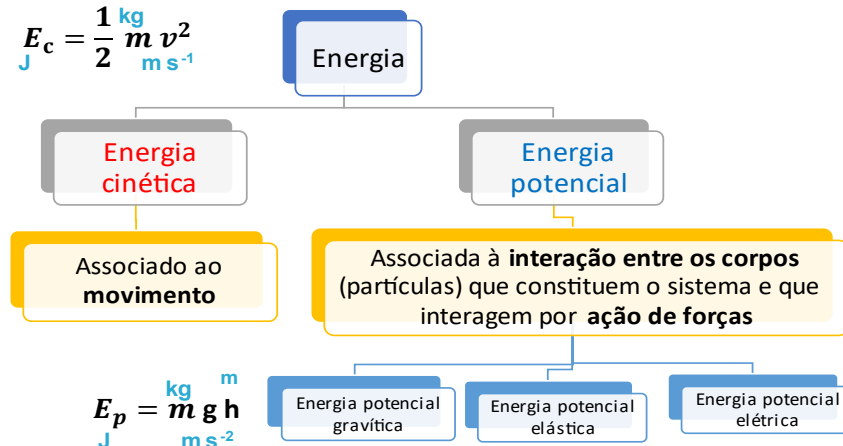 kg
E_c = 1/2 m v²
J m s⁻¹
Energia
Energia
cinética
Energia
potencial
Associado ao
movimento
Associada à interação entre os corpos
(partículas) que constituem o sistema e que
interagem por ação de forças
kg m
E_p = m g h
J m s⁻²
Energia potencial
gravítica
Energia potencial
elástica
Energia potencial
elétrica